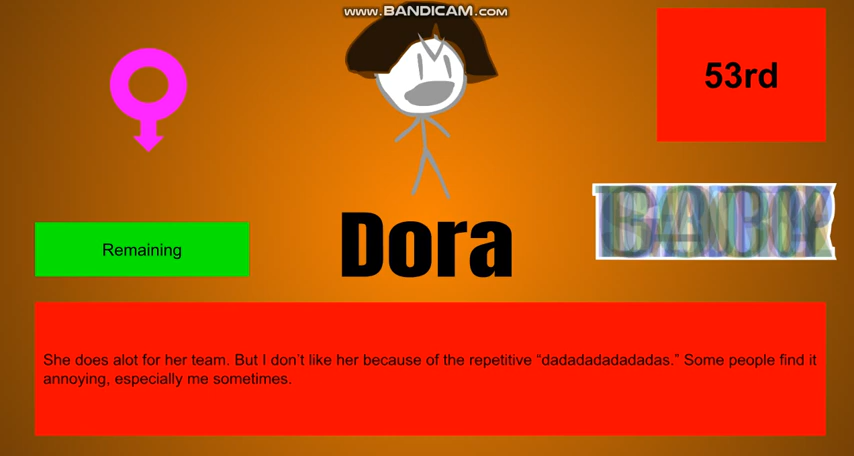 www.BANDICAM.com
53rd
Remaining
Dora
She does alot for her team. But I don’t like her because of the repetitive “dadadadadadadas.” Some people find it
annoying, especially me sometimes.